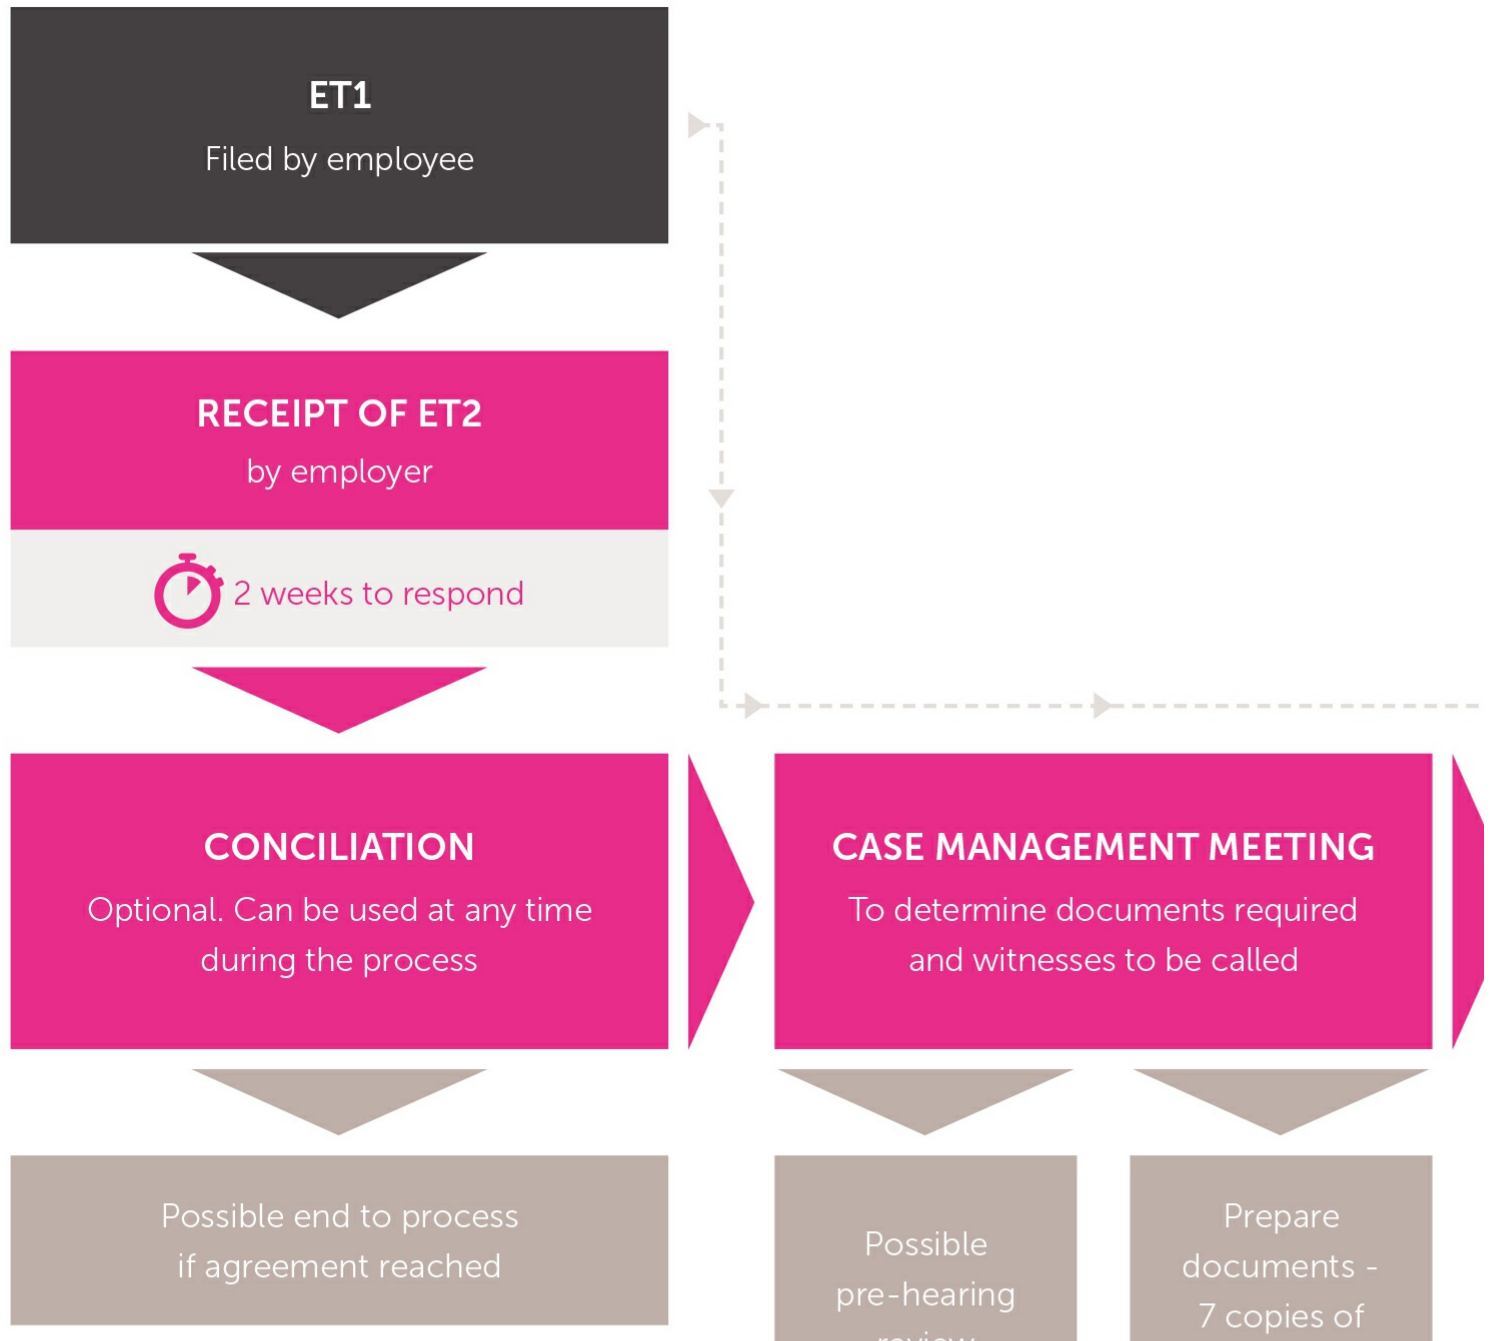 ET1
Filed by employee
RECEIPT OF ET2
by employer
2 weeks to respond
CONCILIATION
Optional. Can be used at any time
during the process
CASE MANAGEMENT MEETING
To determine documents required
and witnesses to be called
Possible end to process
if agreement reached
Possible
pre-hearing
review
Prepare
documents -
7 copies of